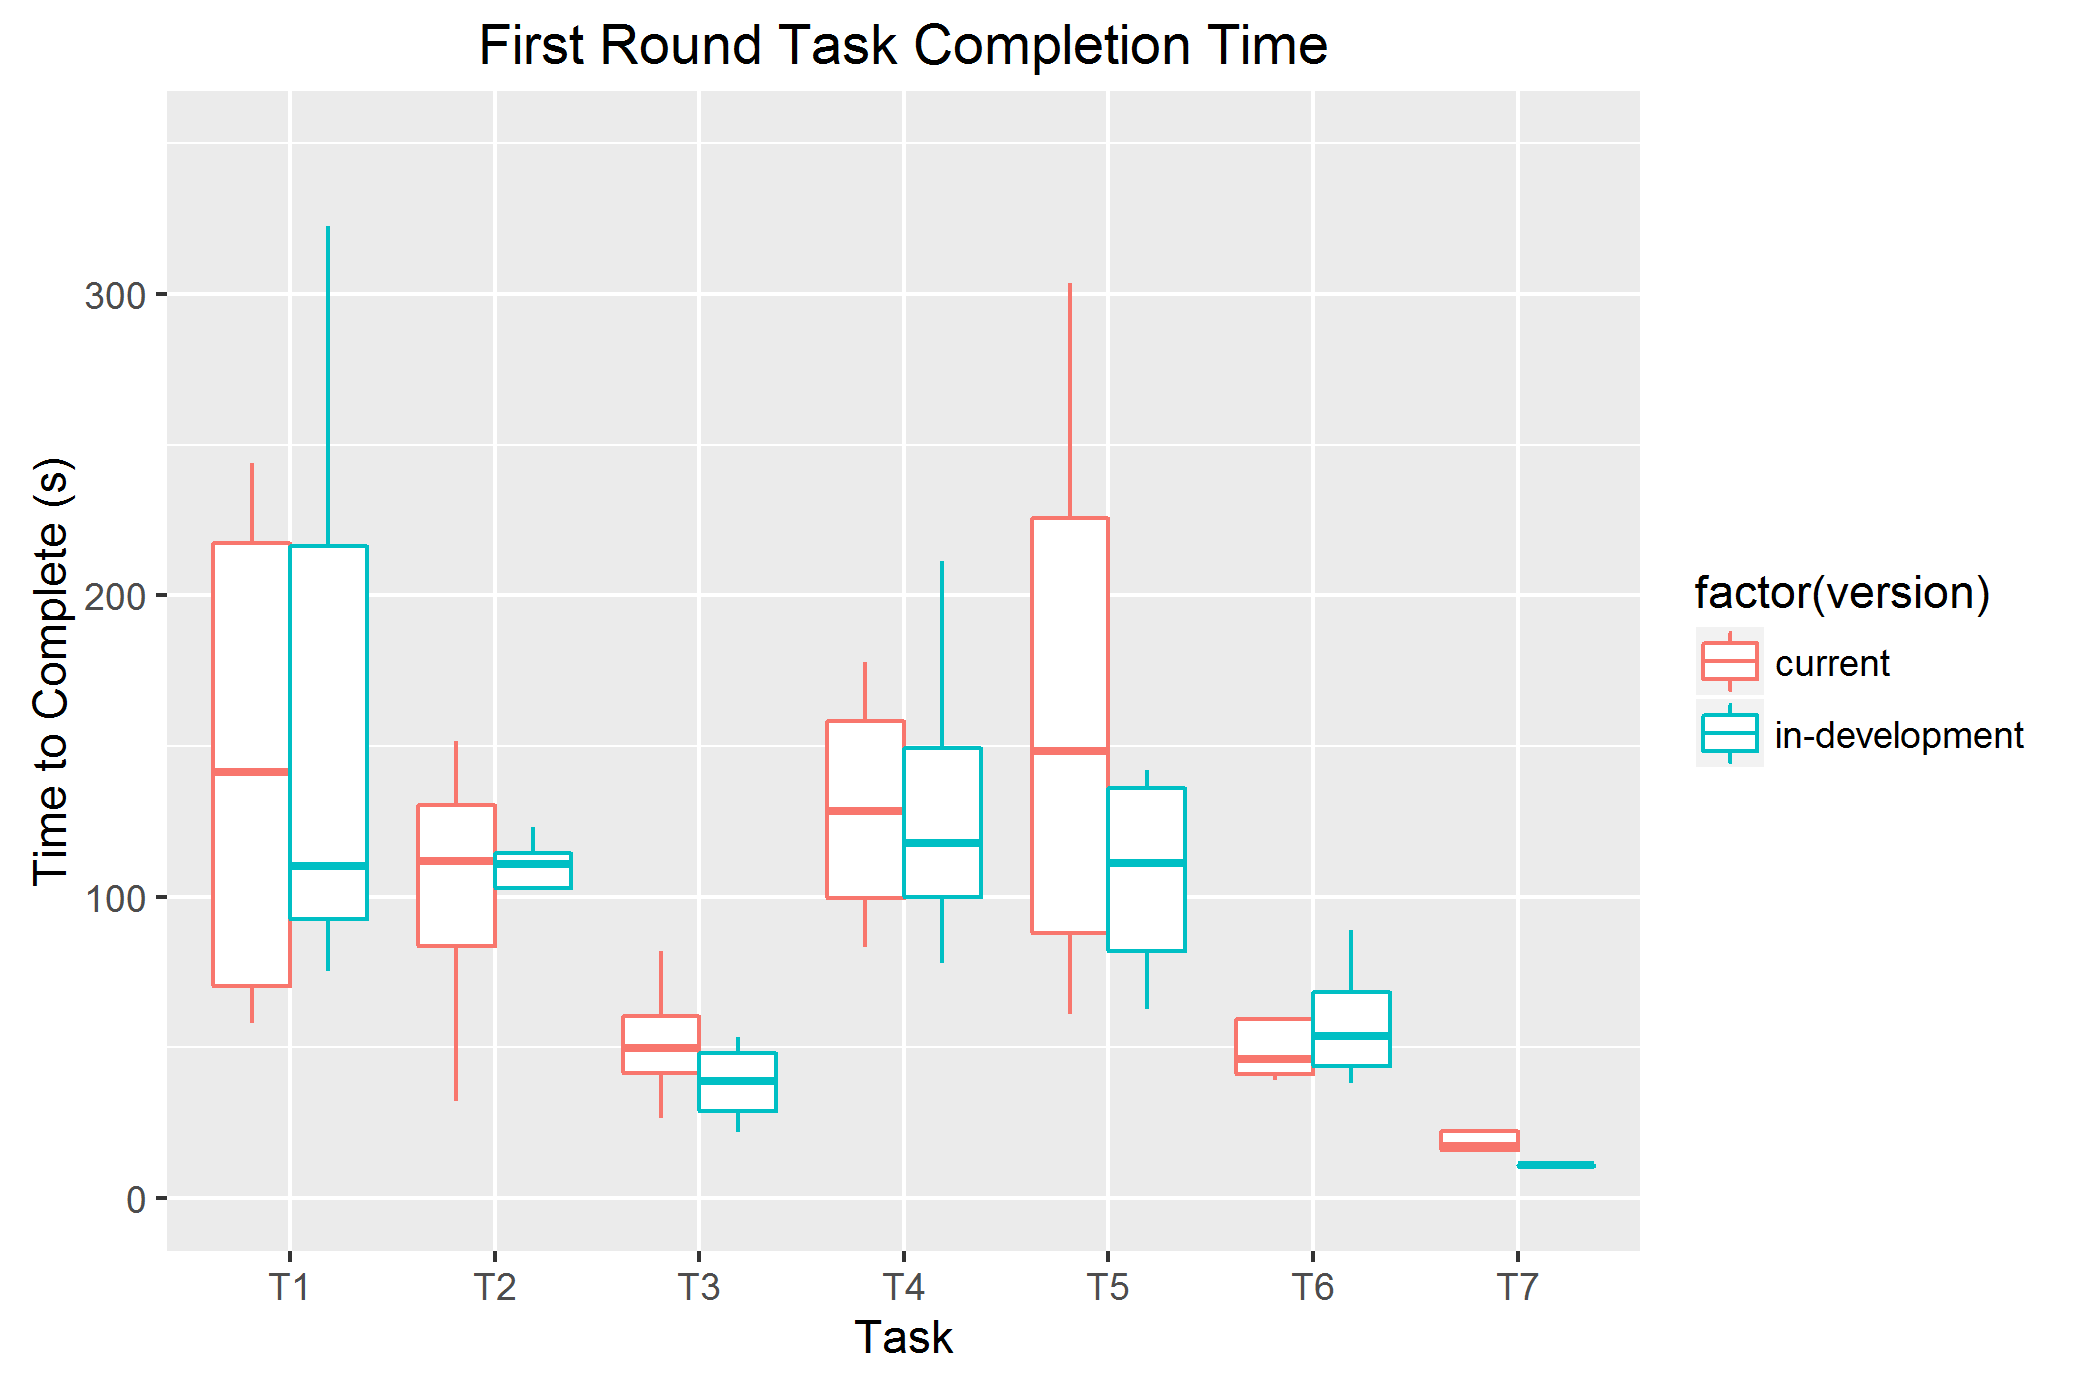 First Round Task Completion Time
Time to Complete (s)
300
200
100
0
T1 T2 T3 T4 T5 T6 T7
Task
factor(version)
current
in-development